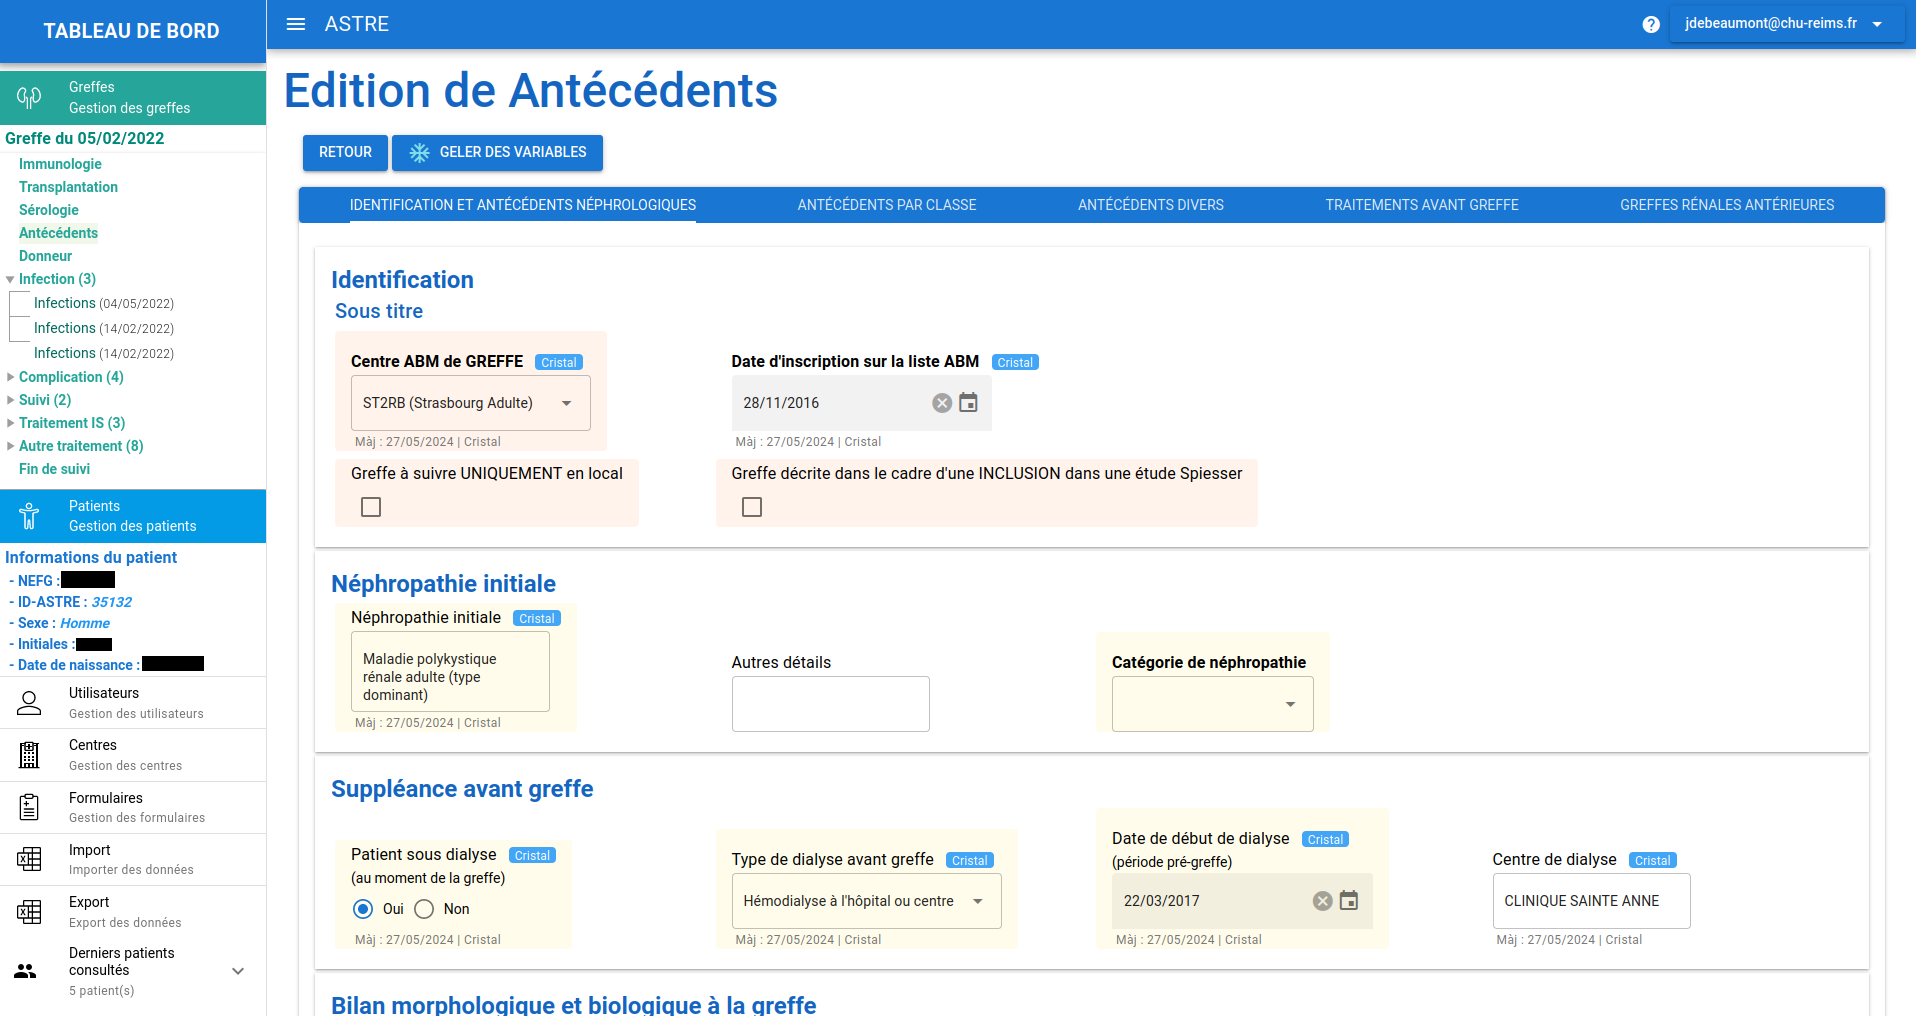 TABLEAU DE BORD
Greffes
Gestion des greffes
Greffe du 05/02/2022
Immunologie
Transplantation
Sérologie
Antécédents
Donneur
Infection (3)
Infections (04/05/2022)
Infections (14/02/2022)
Infections (14/02/2022)
Complication (4)
Suivi (2)
Traitement IS (3)
Autre traitement (8)
Fin de suivi
Patients
Gestion des patients
Informations du patient
- NEFG :
- ID-ASTRE : 35132
- Sexe : Homme
- Initiales :
- Date de naissance :
Utilisateurs
Gestion des utilisateurs
Centres
Gestion des centres
Formulaires
Gestion des formulaires
Import
Importer des données
Export
Export des données
Derniers patients
consultés
5 patient(s)
ASTRE
? jdebeaumont@chu-reims.fr
Edition de Antécédents
RETOUR GELER DES VARIABLES
IDENTIFICATION ET ANTÉCÉDENTS NÉPHROLOGIQUES ANTÉCÉDENTS PAR CLASSE ANTÉCÉDENTS DIVERS TRAITEMENTS AVANT GREFFE GREFFES RÉNALES ANTÉRIEURES
Identification
Sous titre
Centre ABM de GREFFE Cristal
ST2RB (Strasbourg Adulte)
Màj : 27/05/2024 | Cristal
Date d'inscription sur la liste ABM Cristal
28/11/2016
Màj : 27/05/2024 | Cristal
Greffe à suivre UNIQUEMENT en local
Greffe décrite dans le cadre d'une INCLUSION dans une étude Spiesser
Néphropathie initiale
Néphropathie initiale Cristal
Maladie polykystique
rénale adulte (type
dominant)
Màj : 27/05/2024 | Cristal
Autres détails
Catégorie de néphropathie
Suppléance avant greffe
Patient sous dialyse Cristal
(au moment de la greffe)
Oui Non
Màj : 27/05/2024 | Cristal
Type de dialyse avant greffe Cristal
Hémodialyse à l'hôpital ou centre
Màj : 27/05/2024 | Cristal
Date de début de dialyse Cristal
(période pré-greffe)
22/03/2017
Màj : 27/05/2024 | Cristal
Centre de dialyse Cristal
CLINIQUE SAINTE ANNE
Màj : 27/05/2024 | Cristal
Bilan morphologique et biologique à la greffe